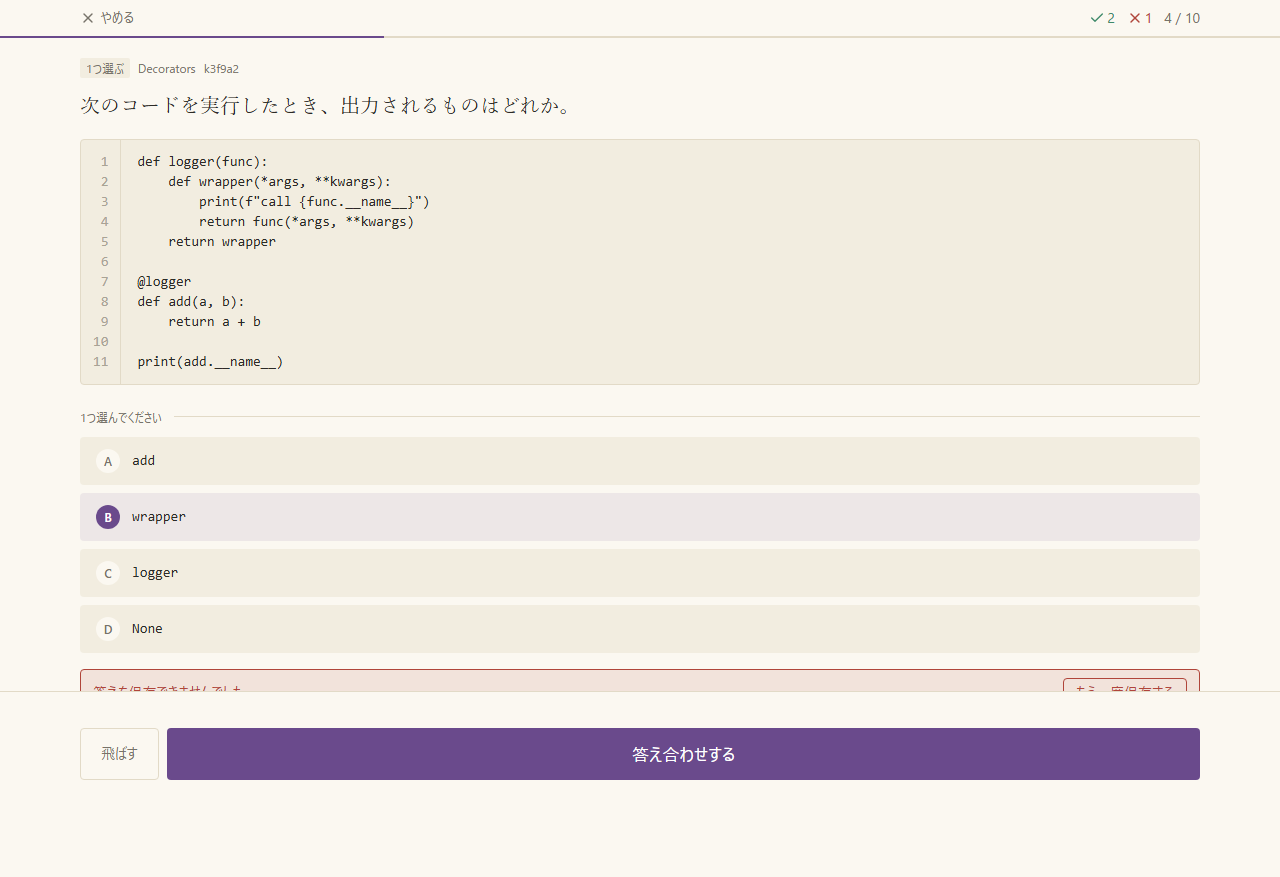 やめる
2 1 4 / 10
1つ選ぶ Decorators k3f9a2
次のコードを実行したとき、出力されるものはどれか。
1 def logger(func):
2     def wrapper(*args, **kwargs):
3         print(f"call {func.__name__}")
4         return func(*args, **kwargs)
5     return wrapper
6
7 @logger
8 def add(a, b):
9     return a + b
10
11 print(add.__name__)
1つ選んでください
A add
B wrapper
C logger
D None
飛ばす 答え合わせする